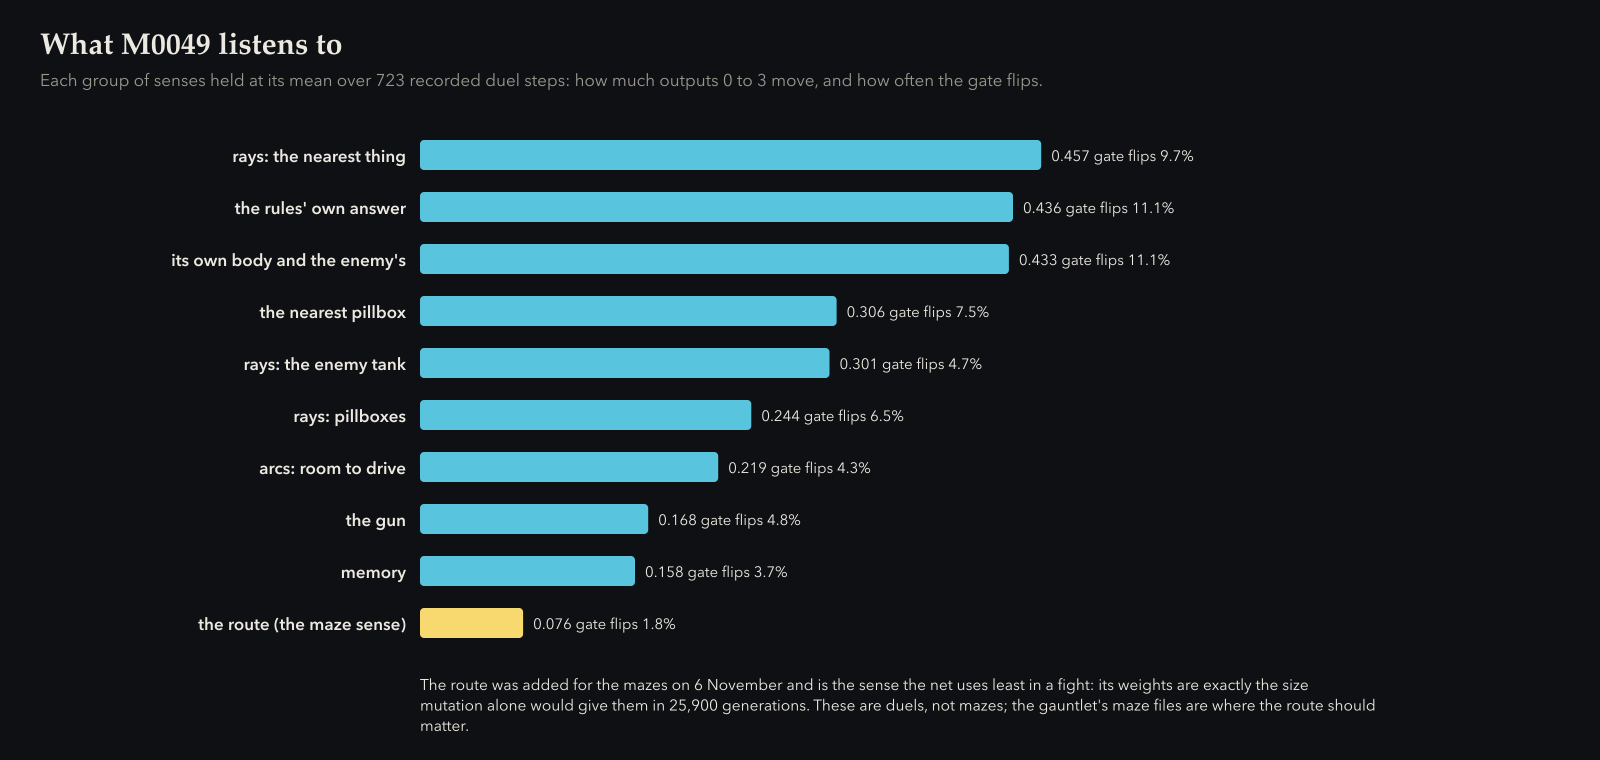 What M0049 listens to
Each group of senses held at its mean over 723 recorded duel steps: how much outputs 0 to 3 move, and how often the gate flips.
rays: the nearest thing 0.457 gate flips 9.7%
the rules' own answer 0.436 gate flips 11.1%
its own body and the enemy's 0.433 gate flips 11.1%
the nearest pillbox 0.306 gate flips 7.5%
rays: the enemy tank 0.301 gate flips 4.7%
rays: pillboxes 0.244 gate flips 6.5%
arcs: room to drive 0.219 gate flips 4.3%
the gun 0.168 gate flips 4.8%
memory 0.158 gate flips 3.7%
the route (the maze sense) 0.076 gate flips 1.8%
The route was added for the mazes on 6 November and is the sense the net uses least in a fight: its weights are exactly the size
mutation alone would give them in 25,900 generations. These are duels, not mazes; the gauntlet's maze files are where the route should
matter.